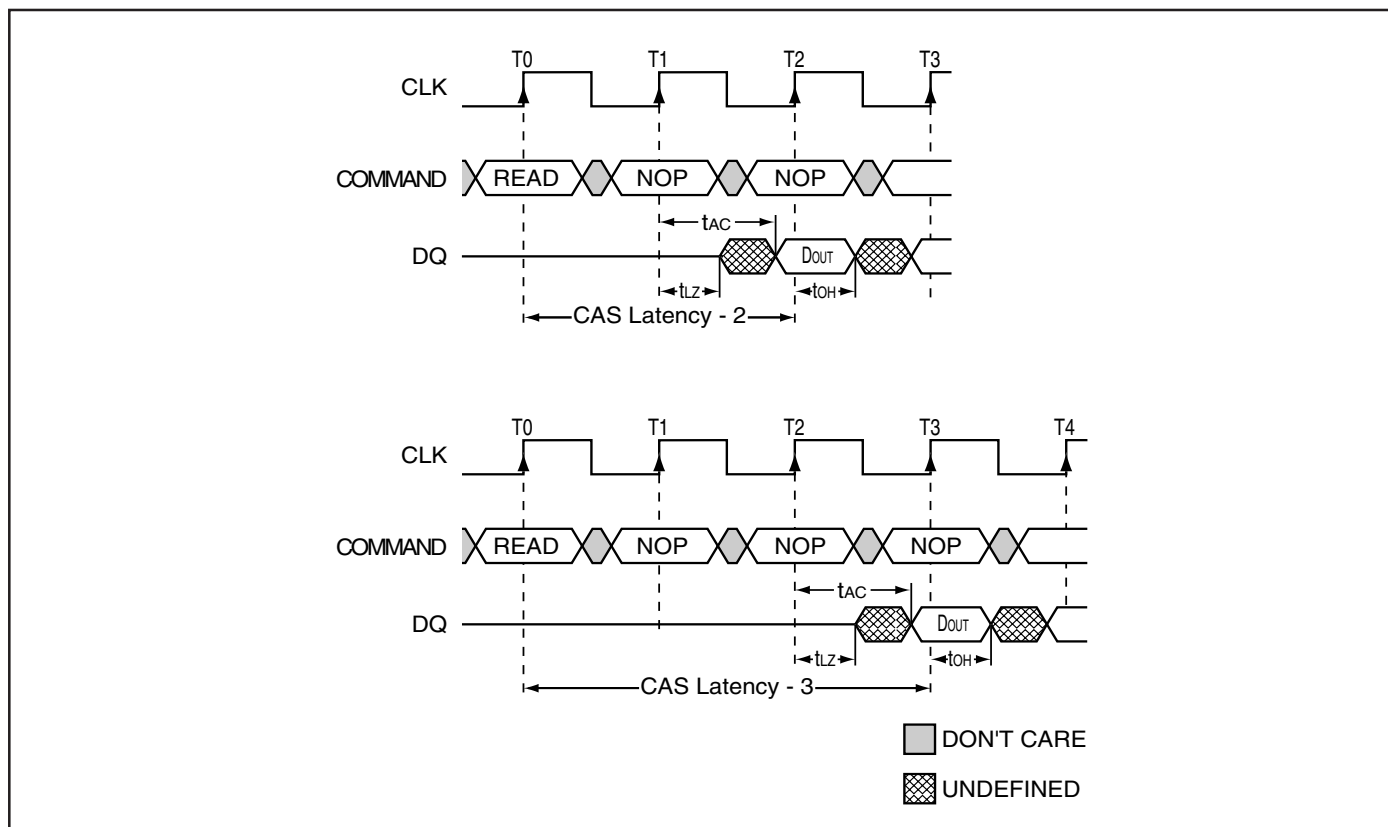 T0 T1 T2 T3
CLK
COMMAND READ NOP NOP
tAC
DQ DOUT
tLZ tOH
CAS Latency - 2
T0 T1 T2 T3 T4
CLK
COMMAND READ NOP NOP NOP
tAC
DQ DOUT
tLZ tOH
CAS Latency - 3
DON'T CARE
UNDEFINED